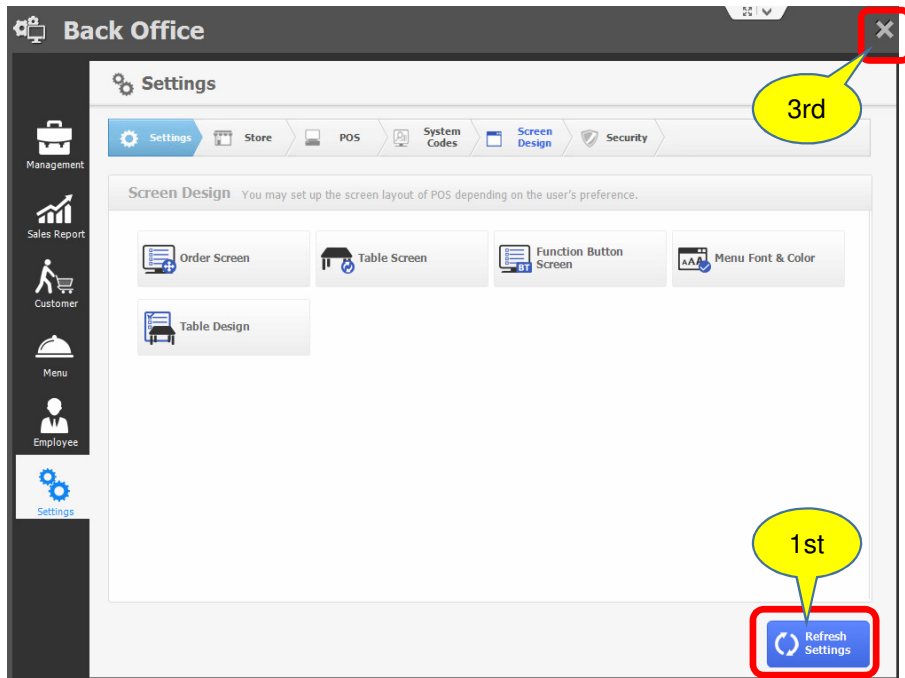 Back Office
3rd
Settings
Settings
Store
POS
System
Codes
Screen
Design
Security
Management
Sales Report
Customer
Menu
Employee
Settings
Screen Design You may set up the screen layout of POS depending on the user's preference.
Order Screen
Table Screen
BT
Function Button
Screen
AAA
Menu Font & Color
Table Design
1st
Refresh
Settings